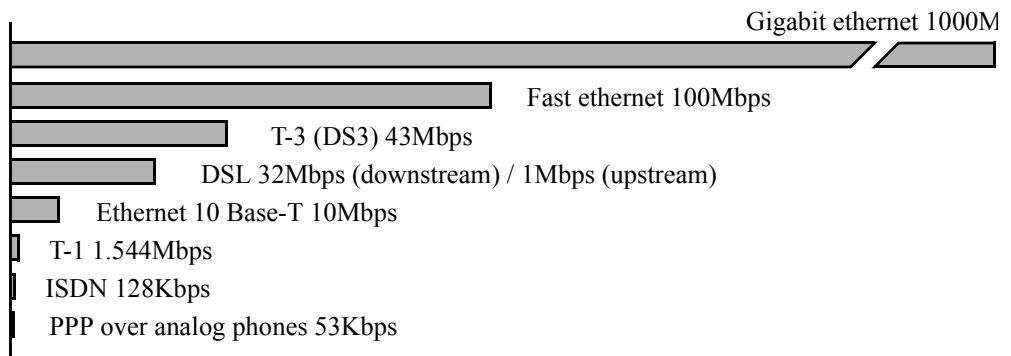 Gigabit ethernet 1000M
Fast ethernet 100Mbps
T-3 (DS3) 43Mbps
DSL 32Mbps (downstream) / 1Mbps (upstream)
Ethernet 10 Base-T 10Mbps
T-1 1.544Mbps
ISDN 128Kbps
PPP over analog phones 53Kbps